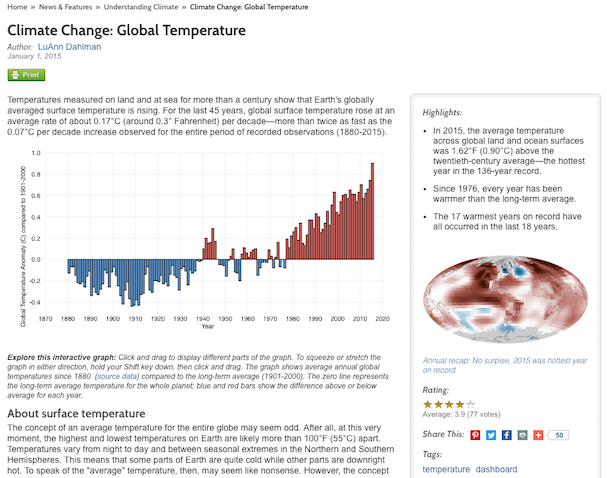 Home » News & Features » Understanding Climate » Climate Change: Global Temperature
Climate Change: Global Temperature
Author: LuAnn Dahlman
January 1, 2015
Print
Temperatures measured on land and at sea for more than a century show that Earth's globally
averaged surface temperature is rising. For the last 45 years, global surface temperature rose at an
average rate of about 0.17°C (around 0.3° Fahrenheit) per decade—more than twice as fast as the
0.07°C per decade increase observed for the entire period of recorded observations (1880-2015).
Global Temperature Anomaly (C) compared to 1901-2000
1.0
0.8
0.6
0.4
0.2
0.0
-0.2
-0.4
1870 1880 1890 1900 1910 1920 1930 1940 1950 1960 1970 1980 1990 2000 2010 2020
Year
Explore this interactive graph: Click and drag to display different parts of the graph. To squeeze or stretch the
graph in either direction, hold your Shift key down, then click and drag. The graph shows average annual global
temperatures since 1880 (source data) compared to the long-term average (1901-2000). The zero line represents
the long-term average temperature for the whole planet; blue and red bars show the difference above or below
average for each year.
About surface temperature
The concept of an average temperature for the entire globe may seem odd. After all, at this very
moment, the highest and lowest temperatures on Earth are likely more than 100°F (55°C) apart.
Temperatures vary from night to day and between seasonal extremes in the Northern and Southern
Hemispheres. This means that some parts of Earth are quite cold while other parts are downright
hot. To speak of the "average" temperature, then, may seem like nonsense. However, the concept
Highlights:
• In 2015, the average temperature
across global land and ocean surfaces
was 1.62°F (0.90°C) above the
twentieth-century average—the hottest
year in the 136-year record.
• Since 1976, every year has been
warmer than the long-term average.
• The 17 warmest years on record have
all occurred in the last 18 years.
Annual recap: No surpise, 2015 was hottest year
on record
Rating:
Average: 3.9 (77 votes)
Share This:
50
Tags:
temperature dashboard